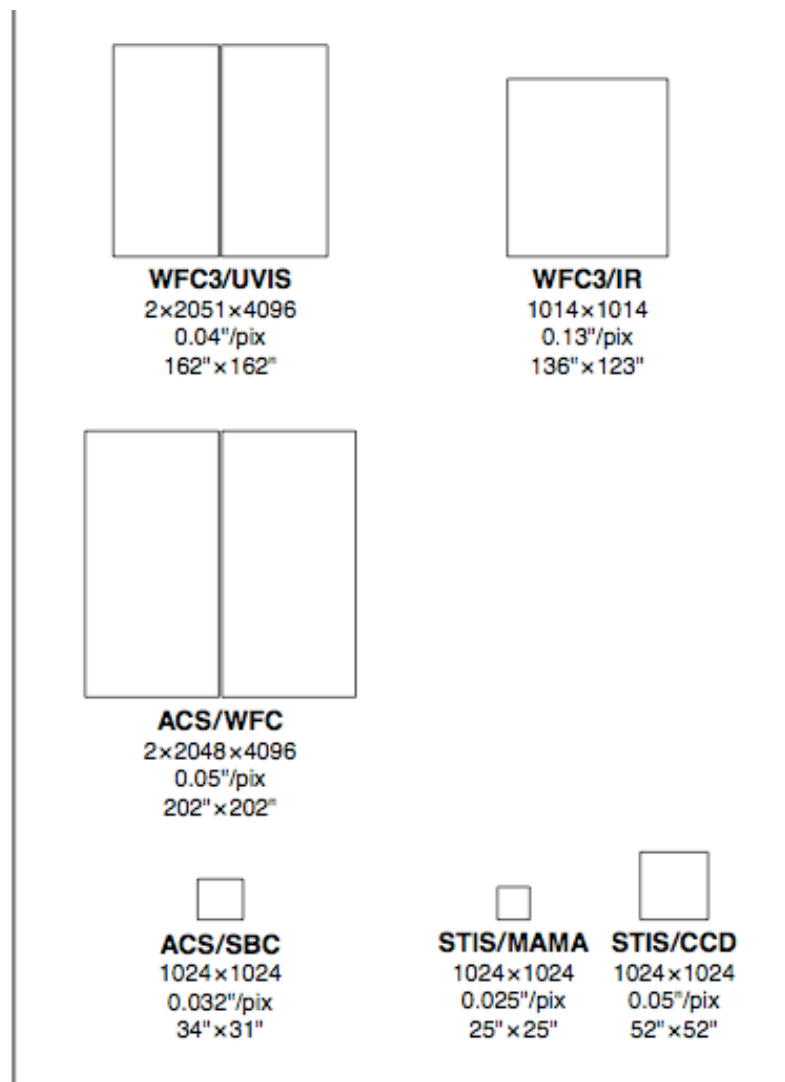 WFC3/UVIS
2×2051×4096
0.04"/pix
162"×162"
WFC3/IR
1014×1014
0.13"/pix
136"×123"
ACS/WFC
2×2048×4096
0.05"/pix
202"×202"
ACS/SBC
1024×1024
0.032"/pix
34"×31"
STIS/MAMA
1024×1024
0.025"/pix
25"×25"
STIS/CCD
1024×1024
0.05"/pix
52"×52"